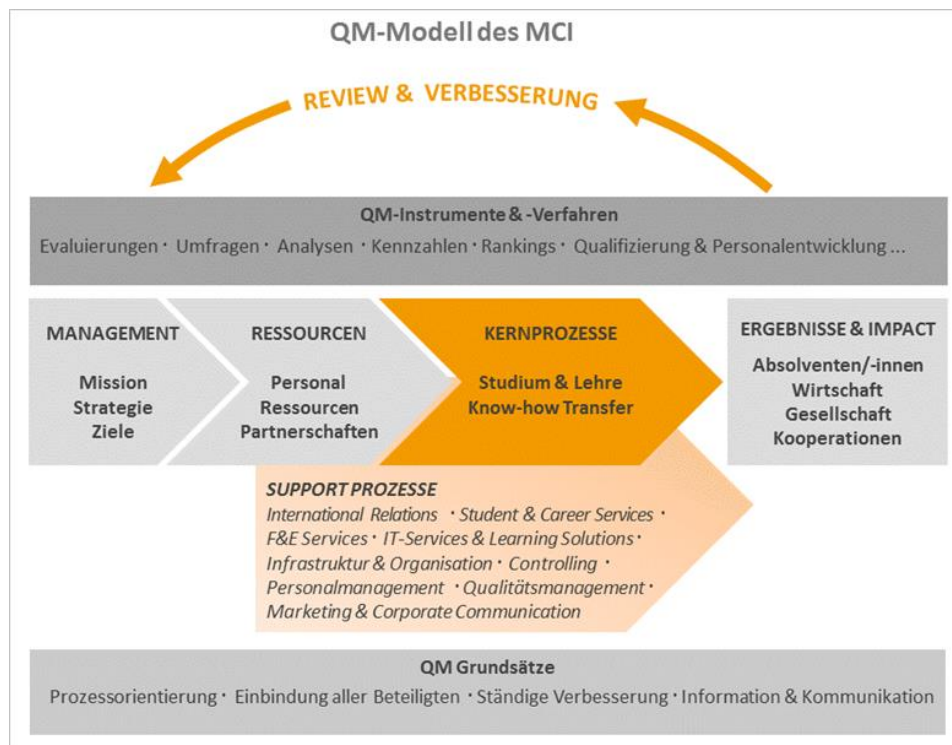 QM-Modell des MCI
REVIEW & VERBESSERUNG
QM-Instrumente & -Verfahren
Evaluierungen · Umfragen · Analysen · Kennzahlen · Rankings · Qualifizierung & Personalentwicklung ...
MANAGEMENT
Mission
Strategie
Ziele
RESSOURCEN
Personal
Ressourcen
Partnerschaften
KERNPROZESSE
Studium & Lehre
Know-how Transfer
ERGEBNISSE & IMPACT
Absolventen/-innen
Wirtschaft
Gesellschaft
Kooperationen
SUPPORT PROZESSE
International Relations · Student & Career Services ·
F&E Services · IT-Services & Learning Solutions ·
Infrastruktur & Organisation · Controlling ·
Personalmanagement · Qualitätsmanagement ·
Marketing & Corporate Communication
QM Grundsätze
Prozessorientierung · Einbindung aller Beteiligten · Ständige Verbesserung · Information & Kommunikation